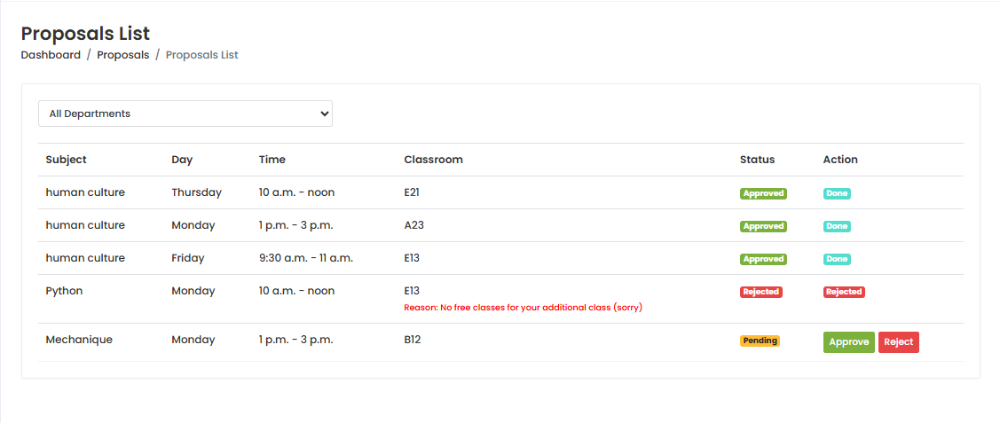 Proposals List
Dashboard / Proposals / Proposals List
All Departments
Subject Day Time Classroom Status Action
human culture Thursday 10 a.m. - noon E21 Approved Done
human culture Monday 1 p.m. - 3 p.m. A23 Approved Done
human culture Friday 9:30 a.m. - 11 a.m. E13 Approved Done
Python Monday 10 a.m. - noon E13 Rejected Rejected
Reason: No free classes for your additional class (sorry)
Mechanique Monday 1 p.m. - 3 p.m. B12 Pending Approve Reject